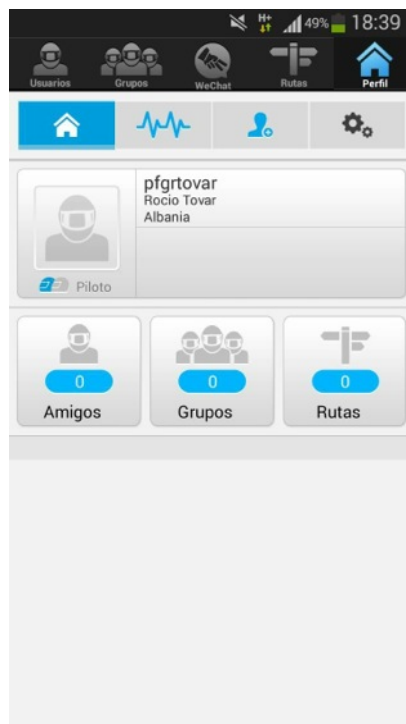 H+ 49% 18:39
Usuarios Grupos WeChat Rutas Perfil
pfgrtovar
Rocio Tovar
Albania
Piloto
0 0 0
Amigos Grupos Rutas